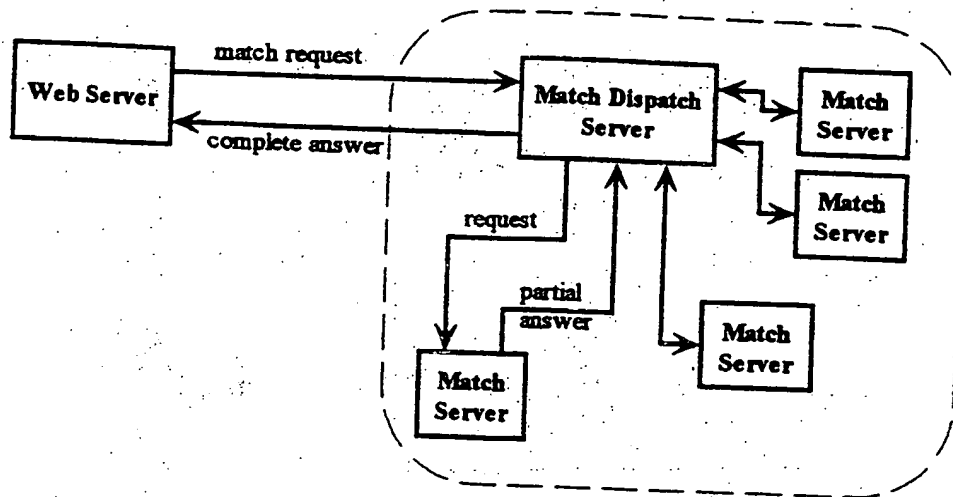 match request
Web Server
complete answer
Match Dispatch
Server
Match
Server
Match
Server
request
partial
answer
Match
Server
Match
Server